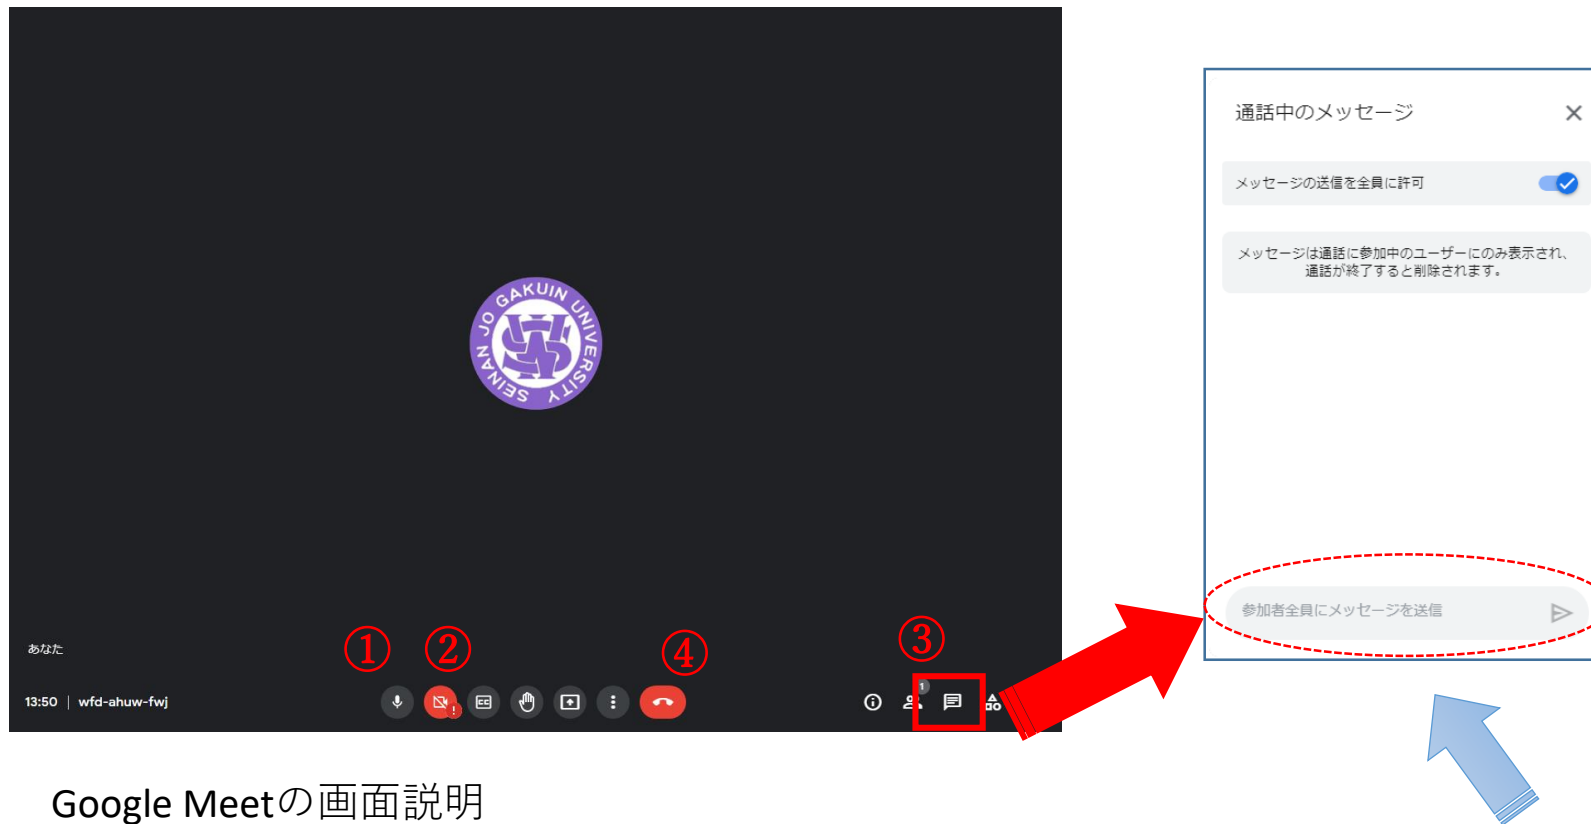 SEINAN JO GAKUIN UNIVERSITY
あなた
① ② ④ ③
13:50 | wfd-ahuw-fwj
CC
1
通話中のメッセージ
メッセージの送信を全員に許可
メッセージは通話に参加中のユーザーにのみ表示され、
通話が終了すると削除されます。
参加者全員にメッセージを送信
Google Meetの画面説明